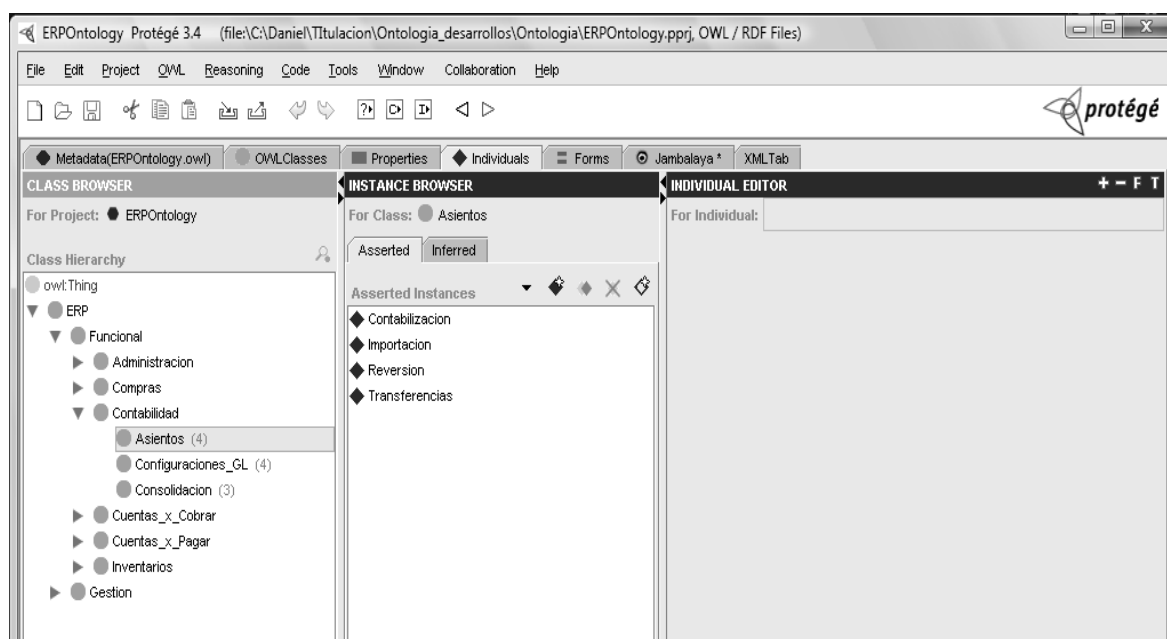 ERPOntology Protégé 3.4 (file:\C:\Daniel\TItulacion\Ontologia_desarrollos\Ontologia\ERPOntology.pprj, OWL / RDF Files)
File Edit Project OWL Reasoning Code Tools Window Collaboration Help
protégé
Metadata(ERPOntology.owl) OWLClasses Properties Individuals Forms Jambalaya * XMLTab
CLASS BROWSER
For Project: ERPOntology
Class Hierarchy
owl:Thing
ERP
Funcional
Administracion
Compras
Contabilidad
Asientos (4)
Configuraciones_GL (4)
Consolidacion (3)
Cuentas_x_Cobrar
Cuentas_x_Pagar
Inventarios
Gestion
INSTANCE BROWSER
For Class: Asientos
Asserted Inferred
Asserted Instances
Contabilizacion
Importacion
Reversion
Transferencias
INDIVIDUAL EDITOR + - F T
For Individual: